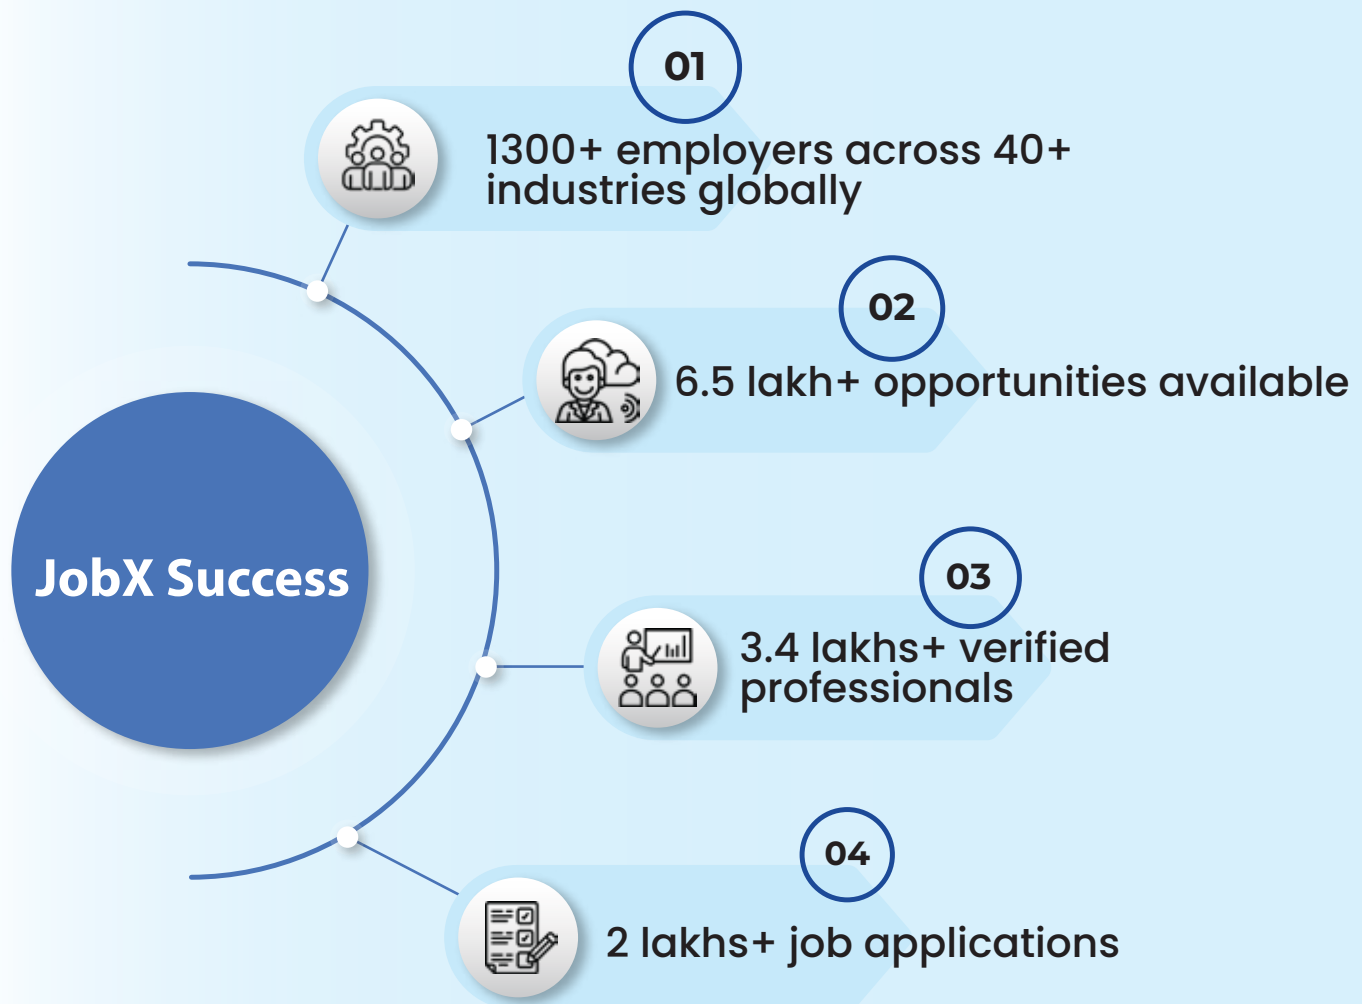 01
1300+ employers across 40+
industries globally
02
6.5 lakh+ opportunities available
JobX Success
03
3.4 lakhs+ verified
professionals
04
2 lakhs+ job applications